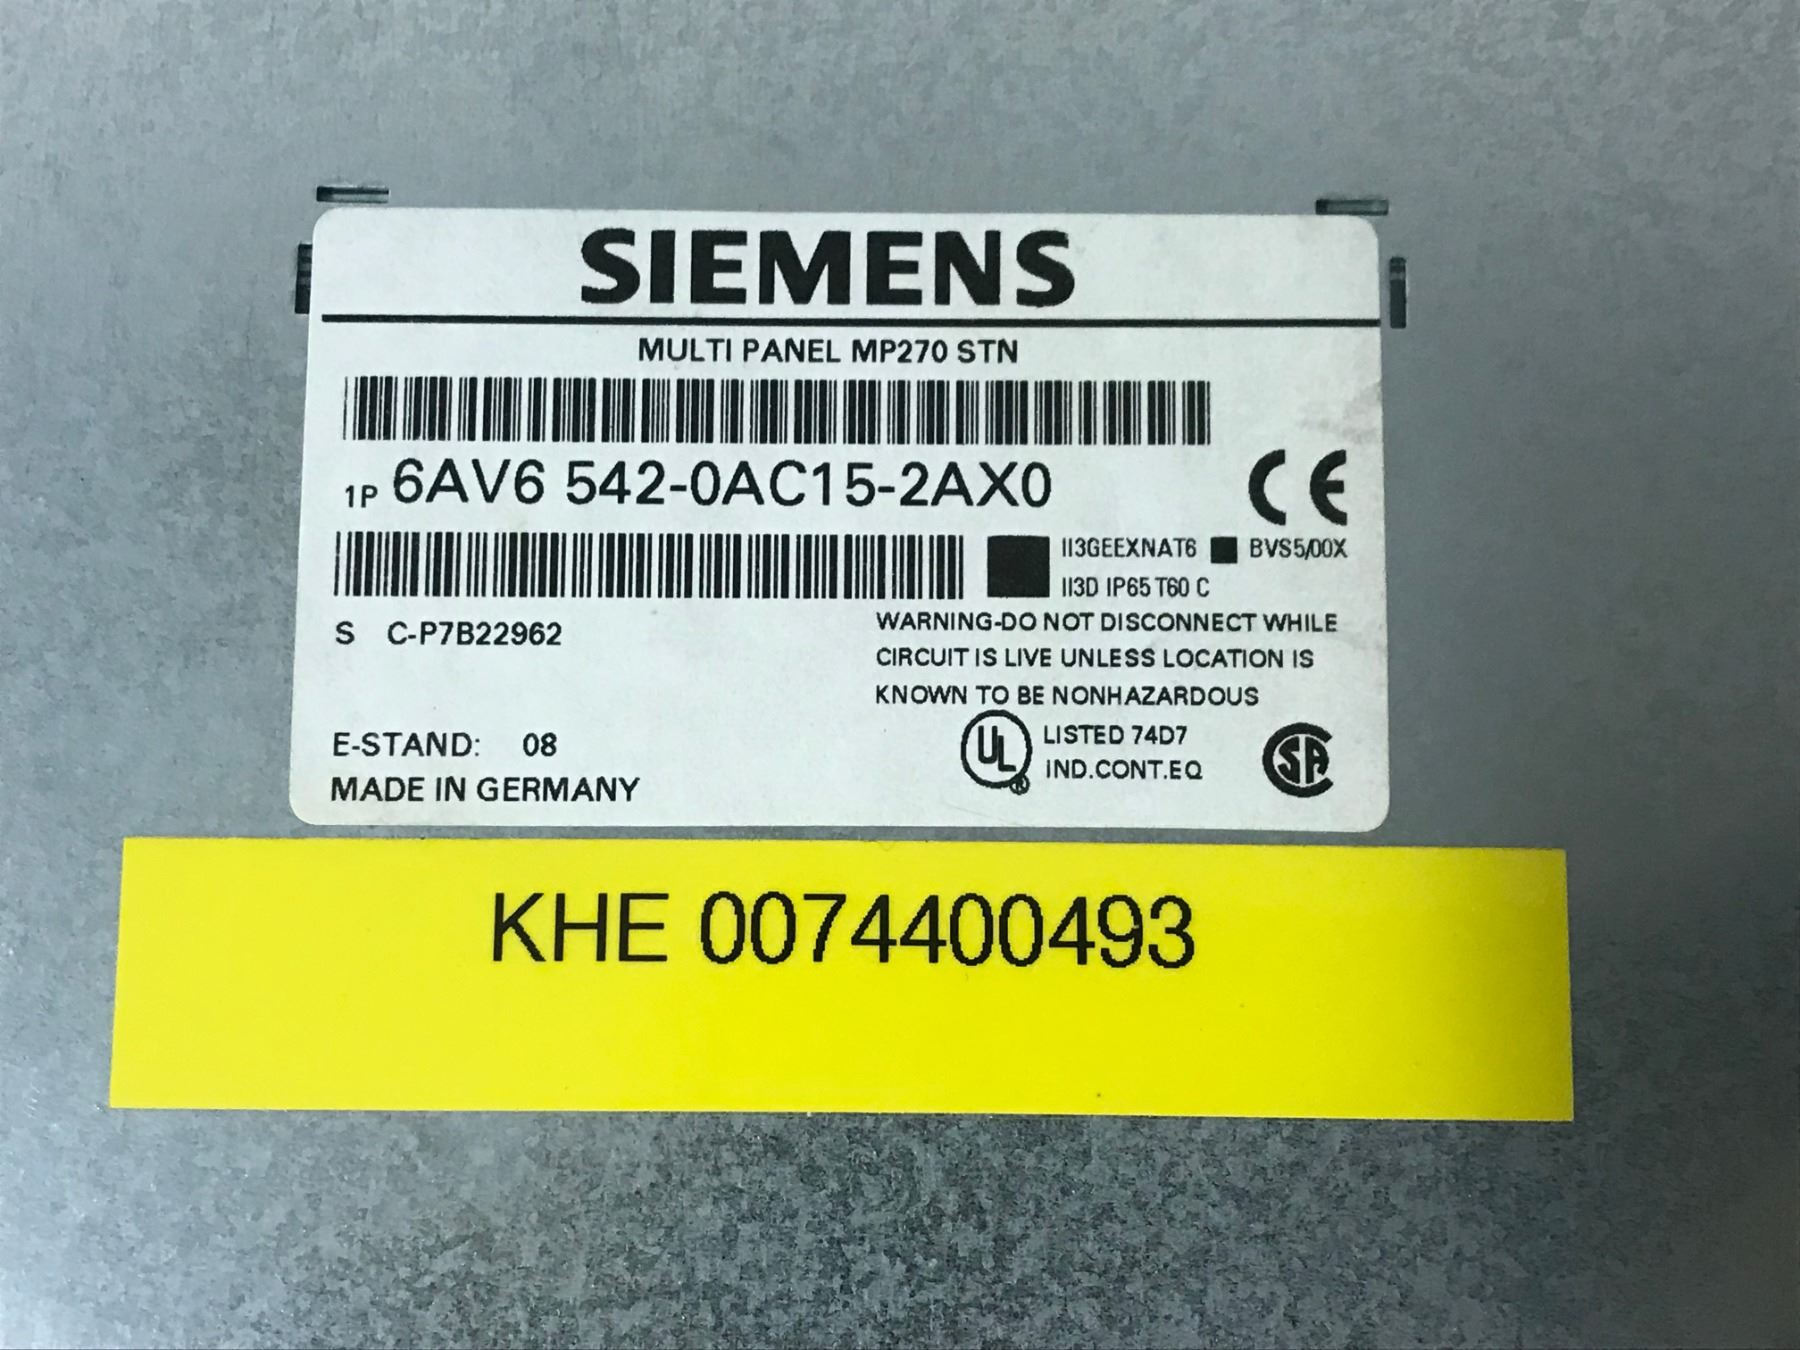 SIEMENS
MULTI PANEL MP270 STN
1P 6AV6 542-0AC15-2AX0
CE
II3GEEXNAT6 BVS5/00X
II3D IP65 T60 C
S C-P7B22962
WARNING-DO NOT DISCONNECT WHILE
CIRCUIT IS LIVE UNLESS LOCATION IS
KNOWN TO BE NONHAZARDOUS
E-STAND: 08
MADE IN GERMANY
UL ® LISTED 74D7
IND.CONT.EQ
SA
KHE 0074400493